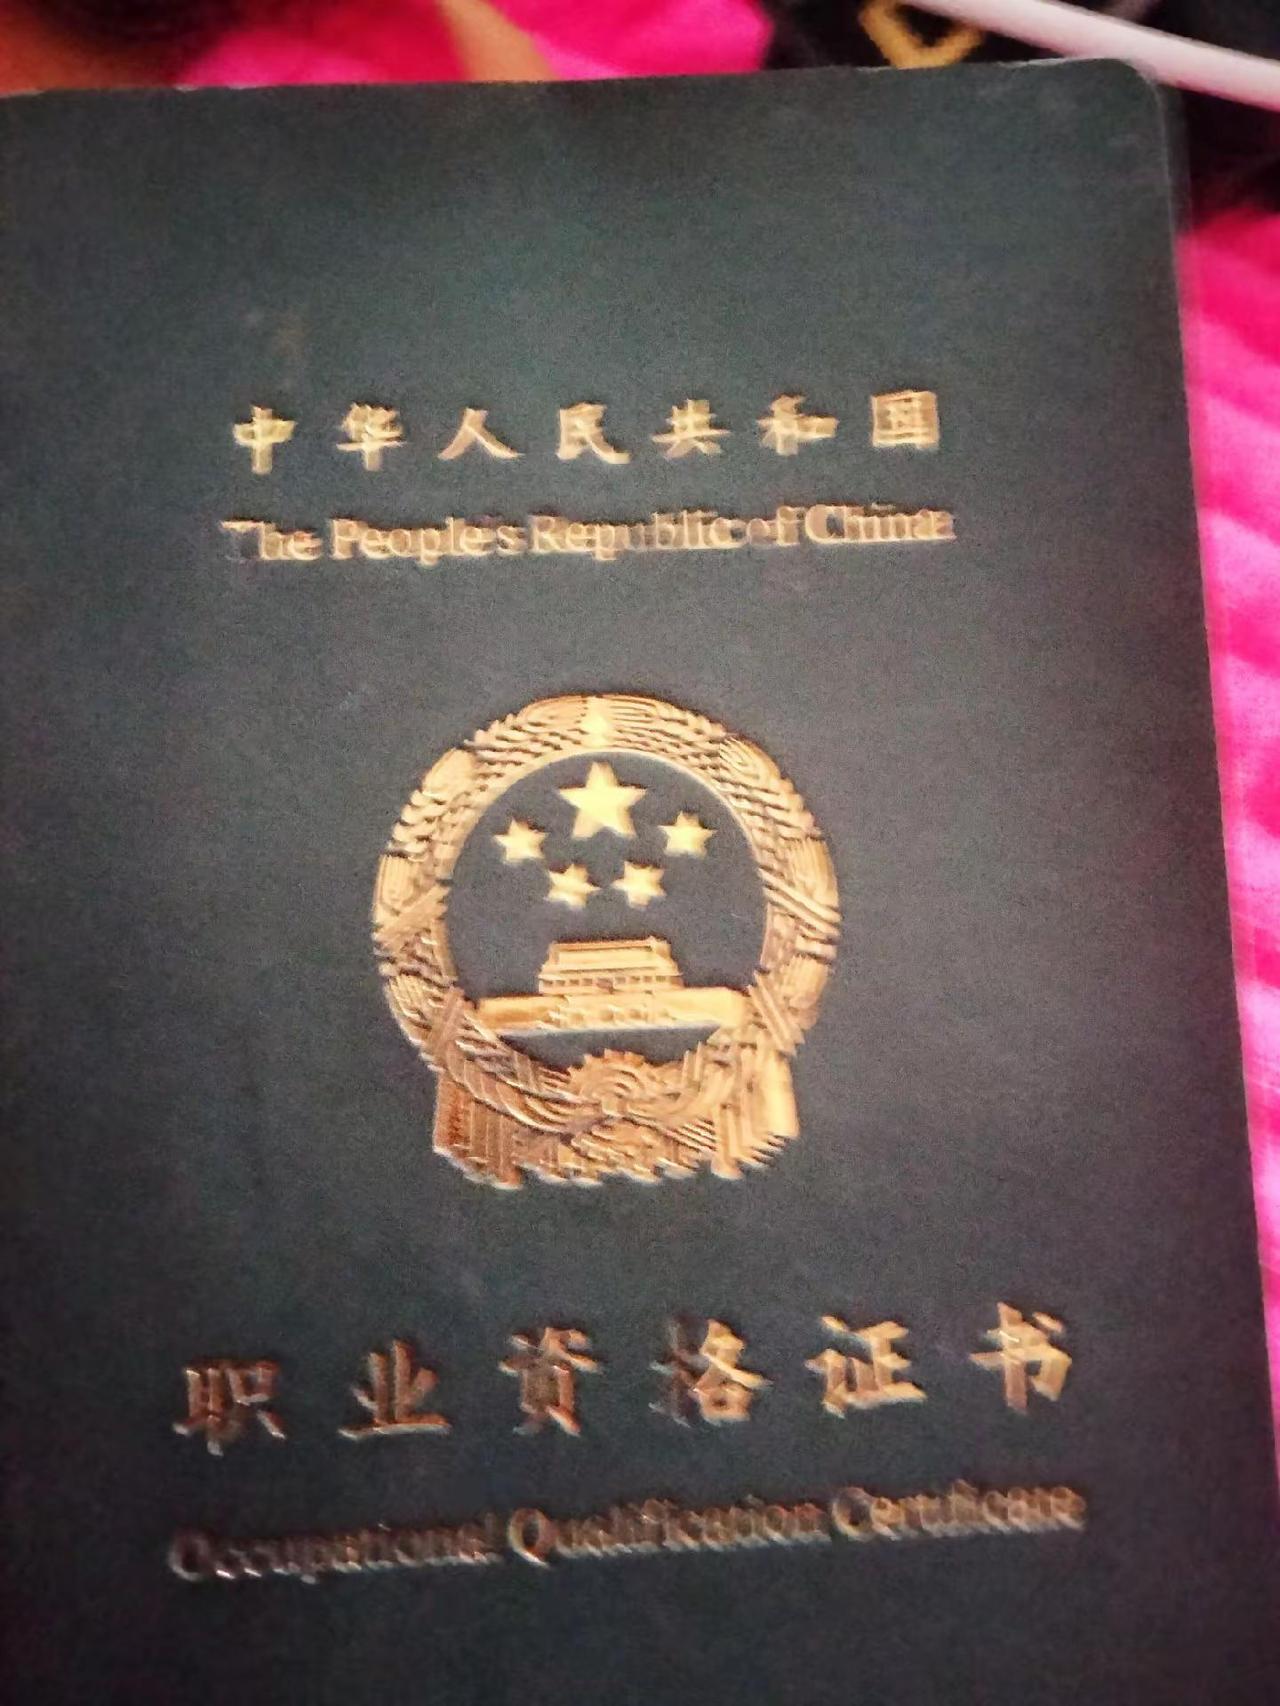 中华人民共和国
The People's Republic of China
职业资格证书
Occupational Qualification Certificate